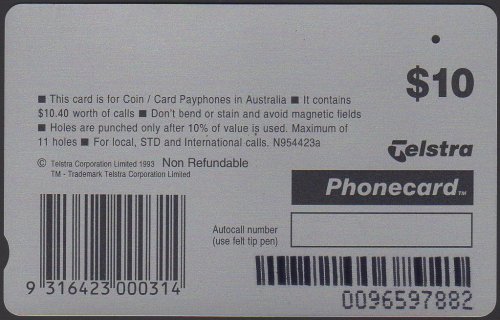 $10
■ This card is for Coin / Card Payphones in Australia ■ It contains
$10.40 worth of calls ■ Don't bend or stain and avoid magnetic fields
■ Holes are punched only after 10% of value is used. Maximum of
11 holes ■ For local, STD and International calls. N954423a
Telstra
© Telstra Corporation Limited 1993 Non Refundable
TM - Trademark Telstra Corporation Limited
Phonecard TM
Autocall number
(use felt tip pen)
9 316423 000314
0096597882